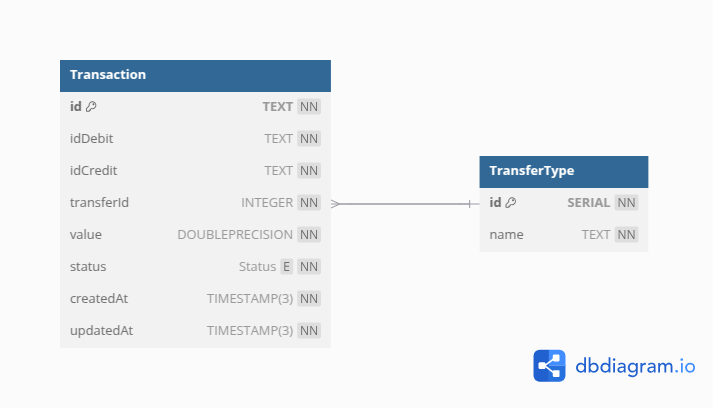 Transaction
id TEXT NN
idDebit TEXT NN
idCredit TEXT NN
transferId INTEGER NN
value DOUBLEPRECISION NN
status Status E NN
createdAt TIMESTAMP(3) NN
updatedAt TIMESTAMP(3) NN
TransferType
id SERIAL NN
name TEXT NN
dbdiagram.io